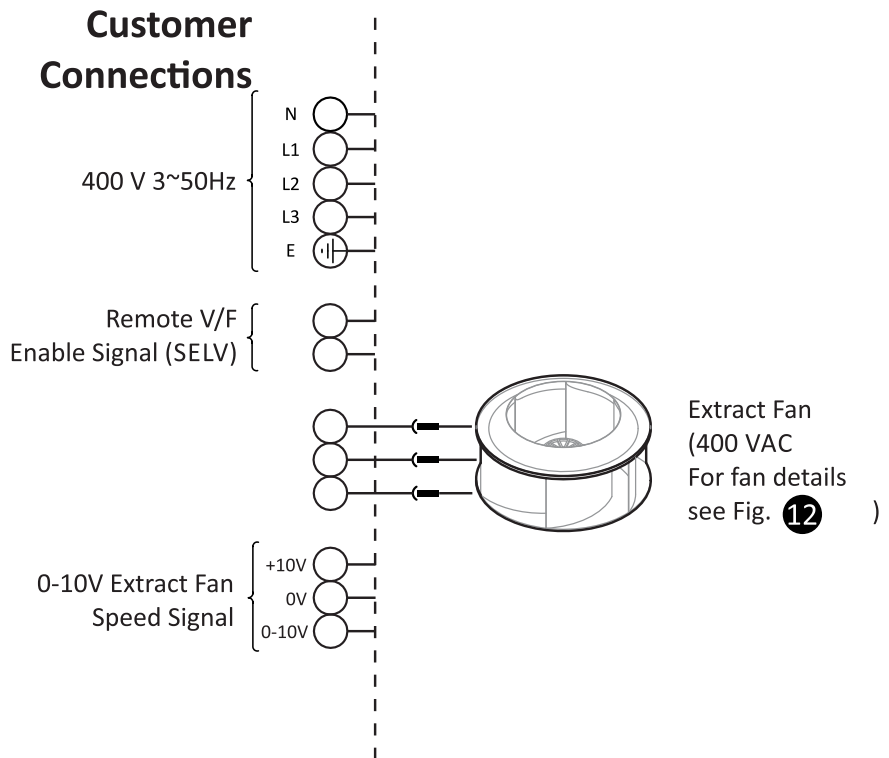 Customer
Connections
N
L1
400 V 3~50Hz
L2
L3
E
Remote V/F
Enable Signal (SELV)
Extract Fan
(400 VAC
For fan details
see Fig. 12 )
+10V
0-10V Extract Fan
0V
Speed Signal
0-10V